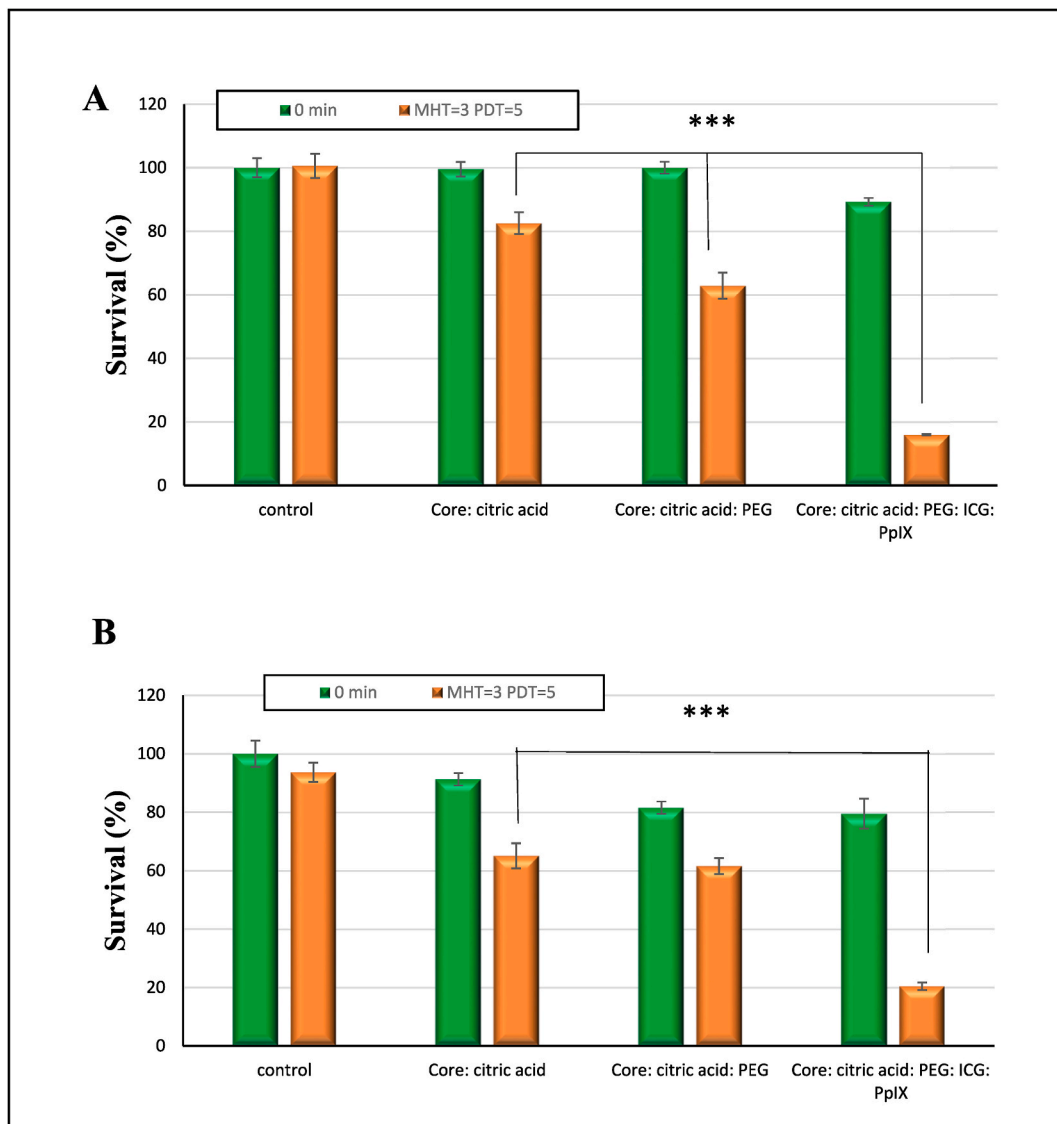 A
0 min MHT=3 PDT=5
***
Survival (%)
120
100
80
60
40
20
0
control Core: citric acid Core: citric acid: PEG Core: citric acid: PEG: ICG:
PpIX
B
0 min MHT=3 PDT=5
***
Survival (%)
120
100
80
60
40
20
0
control Core: citric acid Core: citric acid: PEG Core: citric acid: PEG: ICG:
PpIX